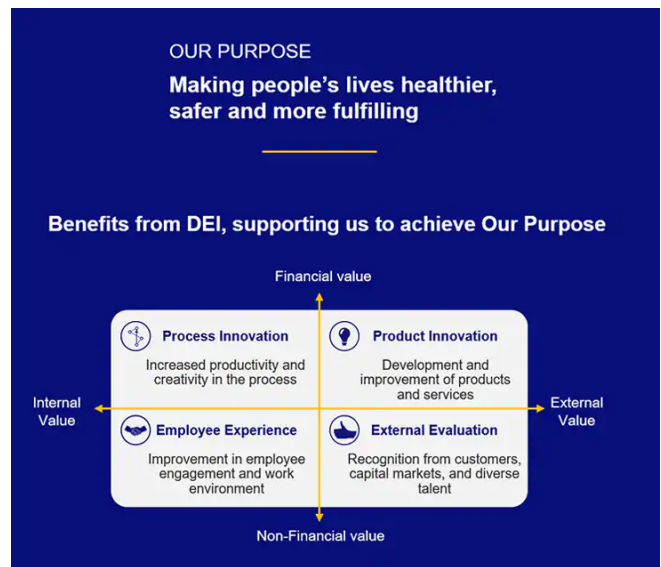 OUR PURPOSE
Making people's lives healthier,
safer and more fulfilling
Benefits from DEI, supporting us to achieve Our Purpose
Financial value
Process Innovation
Increased productivity and
creativity in the process
Product Innovation
Development and
improvement of products
and services
Internal
Value
External
Value
Employee Experience
Improvement in employee
engagement and work
environment
External Evaluation
Recognition from customers,
capital markets, and diverse
talent
Non-Financial value